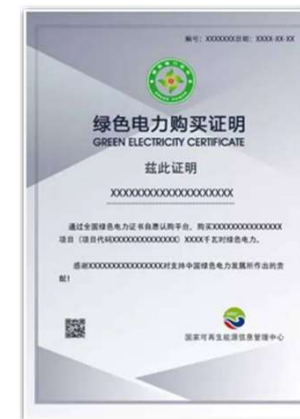 编号：XXXXXXX日期：XXXX-XX-XX
绿色电力购买证明
GREEN ELECTRICITY CERTIFICATE
兹此证明
XXXXXXXXXXXXXXXXXXXXX
通过全国绿色电力证书自愿认购平台，购买XXXXXXXXXXXXXXXX
项目（项目代码XXXXXXXXXXXXXXX）XXXX千瓦时绿色电力。
感谢XXXXXXXXXXXXXXXXX对支持中国绿色电力发展所作出的贡
献！
国家可再生能源信息管理中心